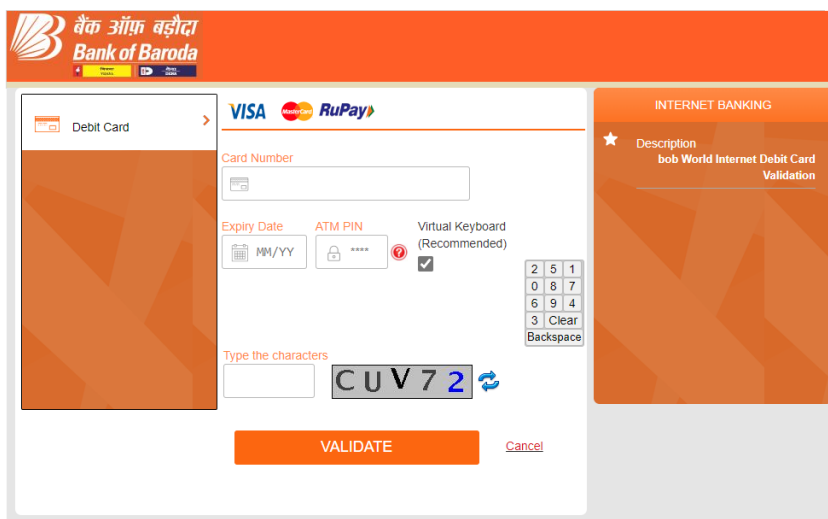 बैंक ऑफ़ बड़ौदा
Bank of Baroda
Debit Card
VISA MasterCard RuPay
Card Number
Expiry Date ATM PIN
MM/YY ****
Virtual Keyboard
(Recommended)
2 5 1
0 8 7
6 9 4
3 Clear
Backspace
Type the characters
CUV72
VALIDATE Cancel
INTERNET BANKING
Description
bob World Internet Debit Card
Validation